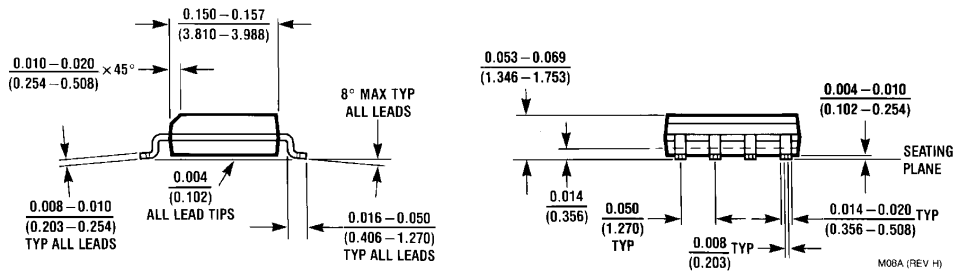 0.150 – 0.157
(3.810 – 3.988)
0.010 – 0.020 × 45°
(0.254 – 0.508)
8° MAX TYP
ALL LEADS
0.004
(0.102)
ALL LEAD TIPS
0.008 – 0.010
(0.203 – 0.254)
TYP ALL LEADS
0.016 – 0.050
(0.406 – 1.270)
TYP ALL LEADS
0.053 – 0.069
(1.346 – 1.753)
0.004 – 0.010
(0.102 – 0.254)
SEATING
PLANE
0.014
(0.356)
0.050
(1.270)
TYP
0.014 – 0.020 TYP
(0.356 – 0.508)
0.008 TYP
(0.203)
M08A (REV H)